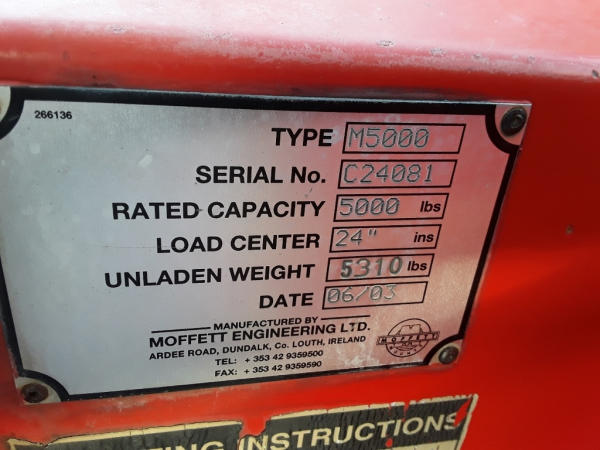 266136
TYPE M5000
SERIAL No. C24081
RATED CAPACITY 5000 lbs
LOAD CENTER 24" ins
UNLADEN WEIGHT 5310 lbs
DATE 06/03
MANUFACTURED BY
MOFFETT ENGINEERING LTD.
ARDEE ROAD, DUNDALK, Co. LOUTH, IRELAND
TEL: + 353 42 9359500
FAX: + 353 42 9359590
MOFFETT
INSTRUCTIONS